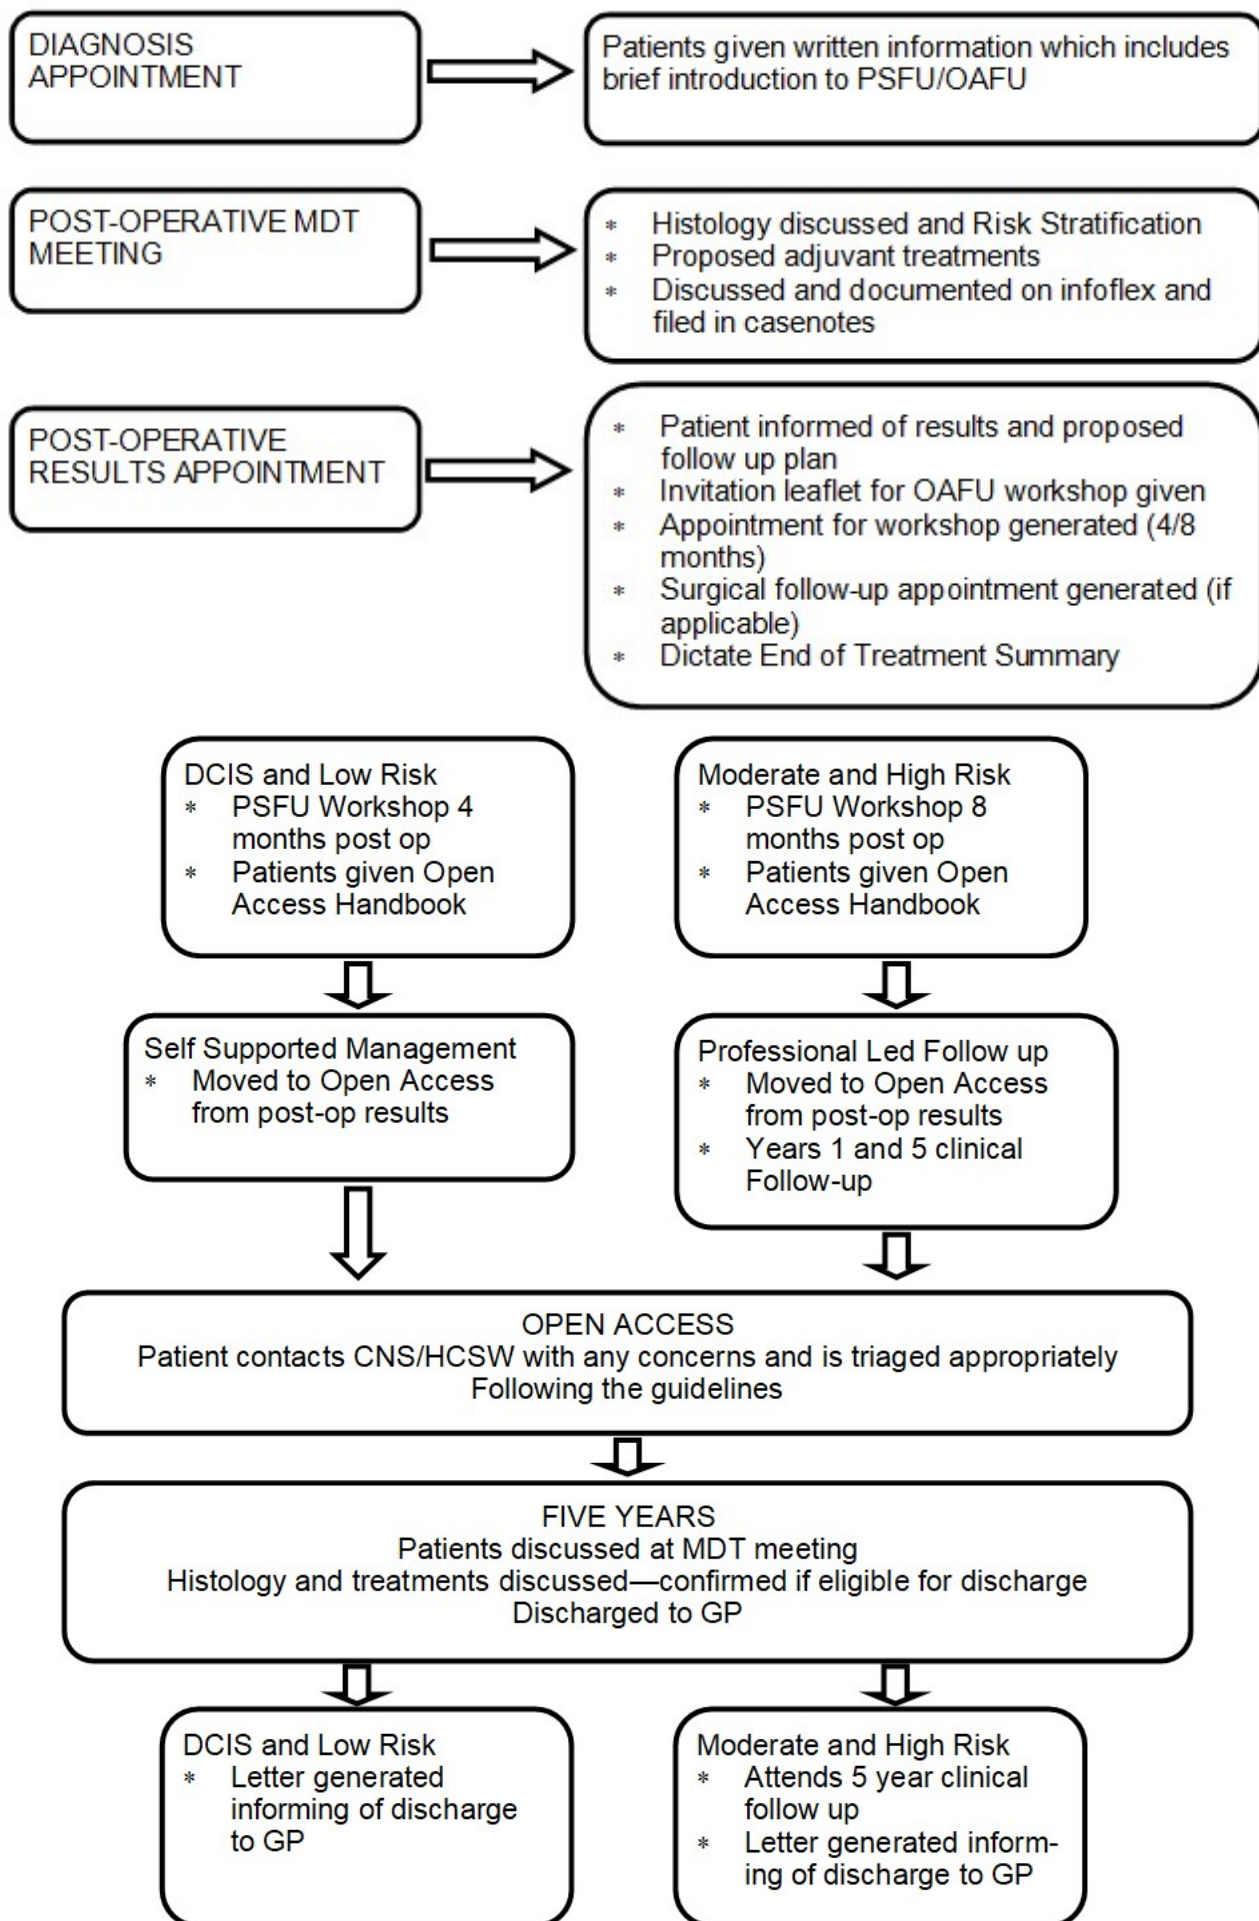 DIAGNOSIS
APPOINTMENT
Patients given written information which includes
brief introduction to PSFU/OAFU
POST-OPERATIVE MDT
MEETING
* Histology discussed and Risk Stratification
* Proposed adjuvant treatments
* Discussed and documented on infoflex and
filed in casenotes
POST-OPERATIVE
RESULTS APPOINTMENT
* Patient informed of results and proposed
follow up plan
* Invitation leaflet for OAFU workshop given
* Appointment for workshop generated (4/8
months)
* Surgical follow-up appointment generated (if
applicable)
* Dictate End of Treatment Summary
DCIS and Low Risk
* PSFU Workshop 4
months post op
* Patients given Open
Access Handbook
Moderate and High Risk
* PSFU Workshop 8
months post op
* Patients given Open
Access Handbook
Self Supported Management
* Moved to Open Access
from post-op results
Professional Led Follow up
* Moved to Open Access
from post-op results
* Years 1 and 5 clinical
Follow-up
OPEN ACCESS
Patient contacts CNS/HCSW with any concerns and is triaged appropriately
Following the guidelines
FIVE YEARS
Patients discussed at MDT meeting
Histology and treatments discussed—confirmed if eligible for discharge
Discharged to GP
DCIS and Low Risk
* Letter generated
informing of discharge
to GP
Moderate and High Risk
* Attends 5 year clinical
follow up
* Letter generated inform-
ing of discharge to GP